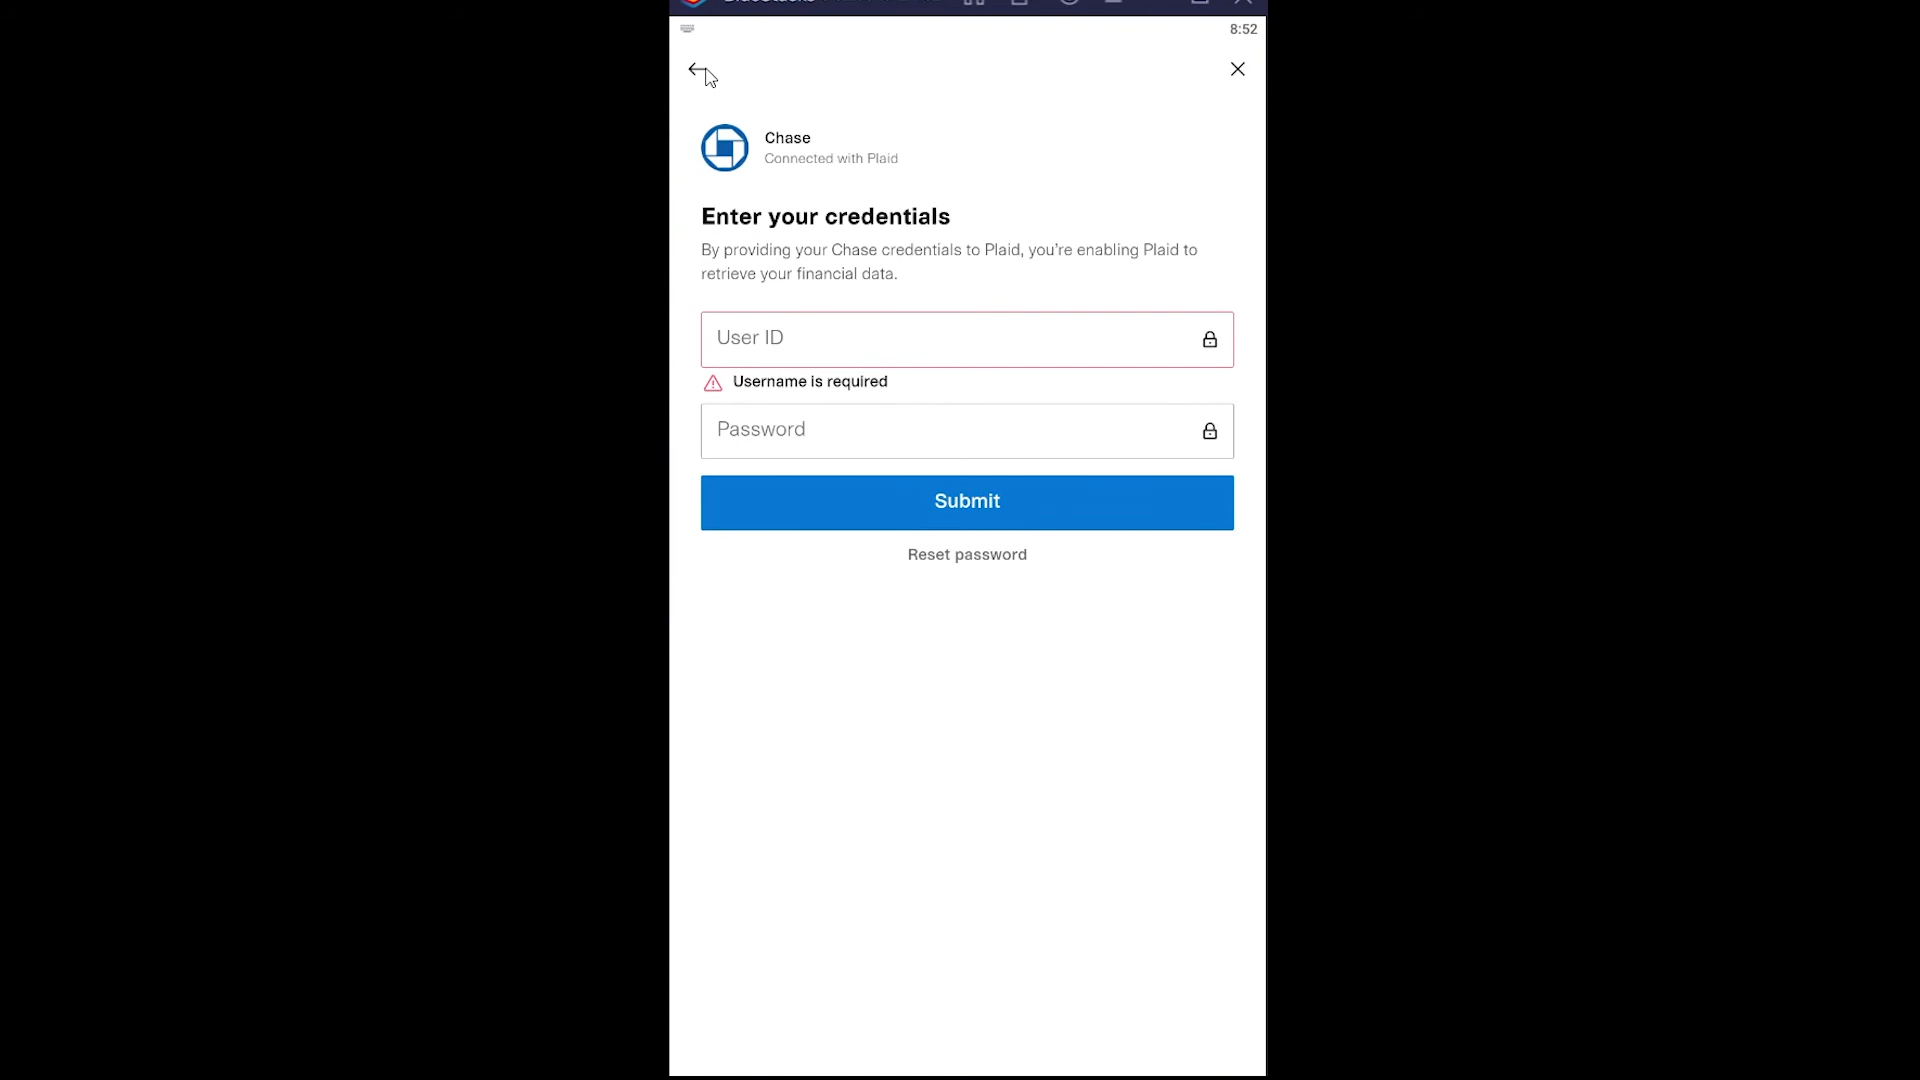 8:52
Chase
Connected with Plaid
Enter your credentials
By providing your Chase credentials to Plaid, you're enabling Plaid to
retrieve your financial data.
User ID
Username is required
Password
Submit
Reset password